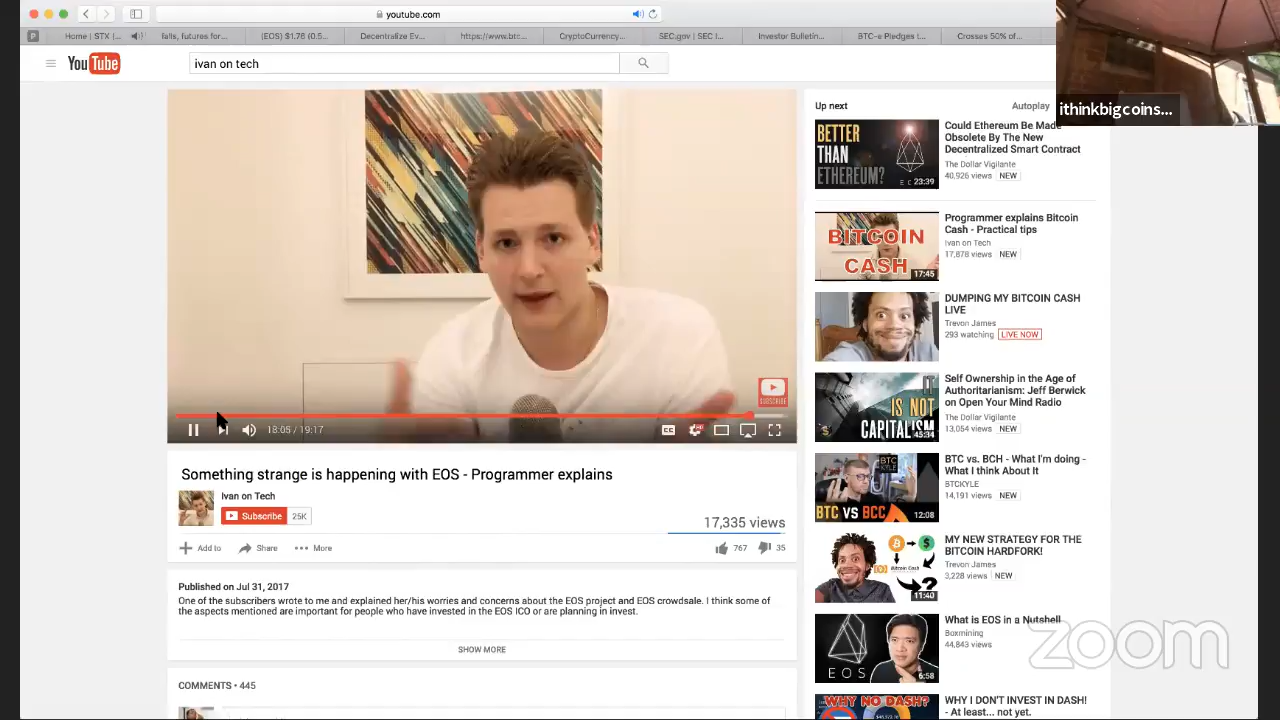 youtube.com
Home | STX (...
falls, futures for...
(EOS) $1.76 (0.5...
Decentralize Ev...
https://www.btc...
CryptoCurrency...
SEC.gov | SEC I...
Investor Bulletin...
BTC-e Pledges t...
Crosses 50% of...
ithinkbigcoins...
YouTube
ivan on tech
SUBSCRIBE
18:05 / 19:17
CC
HD
Something strange is happening with EOS - Programmer explains
Ivan on Tech
Subscribe 25K
17,335 views
Add to Share More
767 35
Published on Jul 31, 2017
One of the subscribers wrote to me and explained her/his worries and concerns about the EOS project and EOS crowdsale. I think some of
the aspects mentioned are important for people who have invested in the EOS ICO or are planning in invest.
SHOW MORE
COMMENTS • 445
Up next
Autoplay
BETTER
THAN
ETHEREUM?
23:39
Could Ethereum Be Made
Obsolete By The New
Decentralized Smart Contract
The Dollar Vigilante
40,926 views NEW
BITCOIN
CASH
17:45
Programmer explains Bitcoin
Cash - Practical tips
Ivan on Tech
17,878 views NEW
DUMPING MY BITCOIN CASH
LIVE
Trevon James
293 watching LIVE NOW
IT
IS NOT
CAPITALISM
45:34
Self Ownership in the Age of
Authoritarianism: Jeff Berwick
on Open Your Mind Radio
The Dollar Vigilante
13,054 views NEW
BTC
KYLE
BTC VS BCC
12:08
BTC vs. BCH - What I'm doing -
What I think About It
BTCKYLE
14,191 views NEW
11:40
MY NEW STRATEGY FOR THE
BITCOIN HARDFORK!
Trevon James
3,228 views NEW
EOS
6:58
What is EOS in a Nutshell
Boxmining
44,843 views
zoom
WHY NO DASH?
WHY I DON'T INVEST IN DASH!
- At least... not yet.